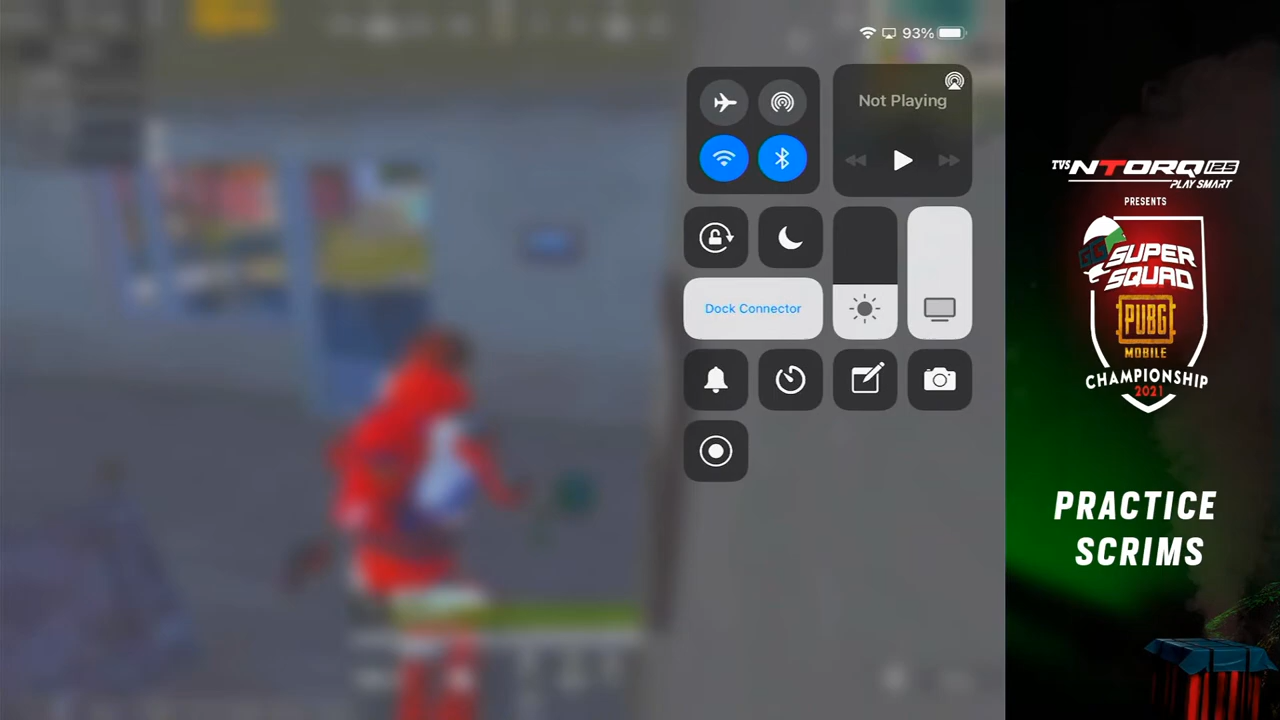 93%
Not Playing
Dock Connector
TVS NTORQ 125
PLAY SMART
PRESENTS
SUPER
SQUAD
PUBG
MOBILE
CHAMPIONSHIP
2021
PRACTICE
SCRIMS